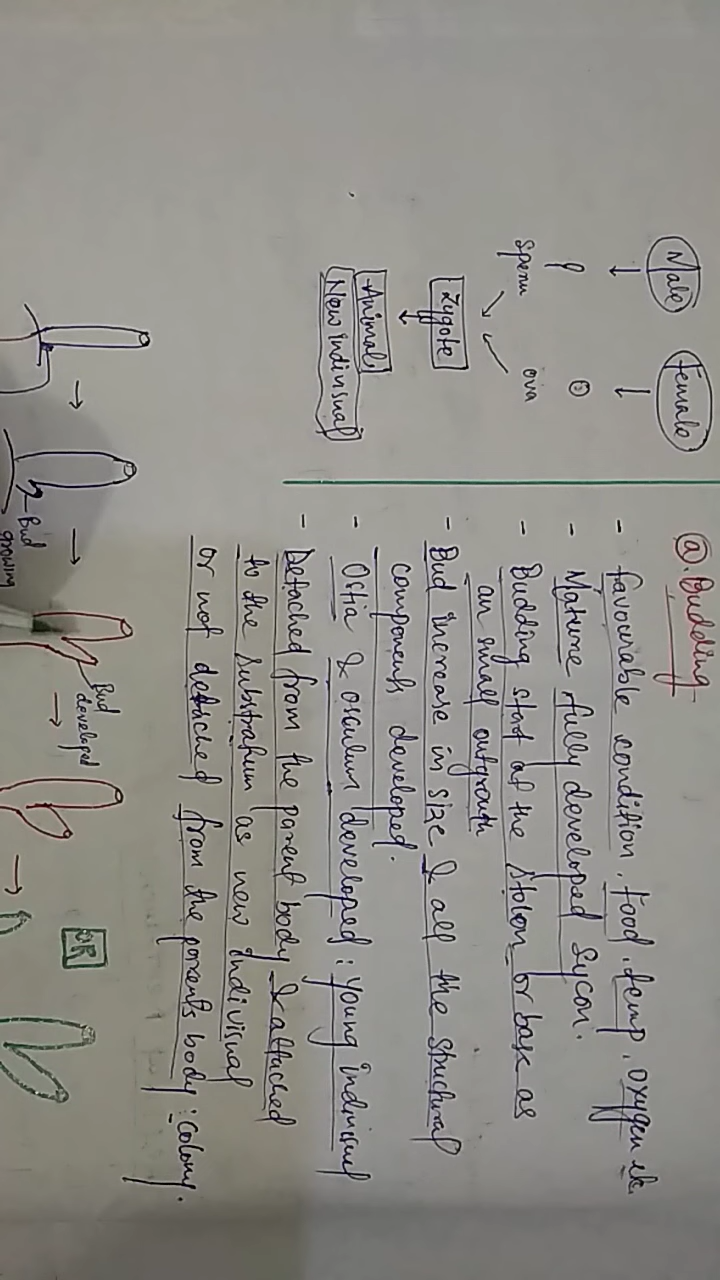 Male Female
sperm ova
Zygote
Animal
New indivisual
(a). Budding
- favourable condition. food. temp. oxygen etc.
- Mature fully developed Sycon.
- Budding start at the stolon or base as
an small outgrowth
- Bud increase in size & all the structural
components developed.
- Ostia & osculum developed : young indivisual
- Detached from the parent body & attached
to the substratum as new indivisual
or not detached from the parents body : colony.
Bud
growing
Bud
developed
OR